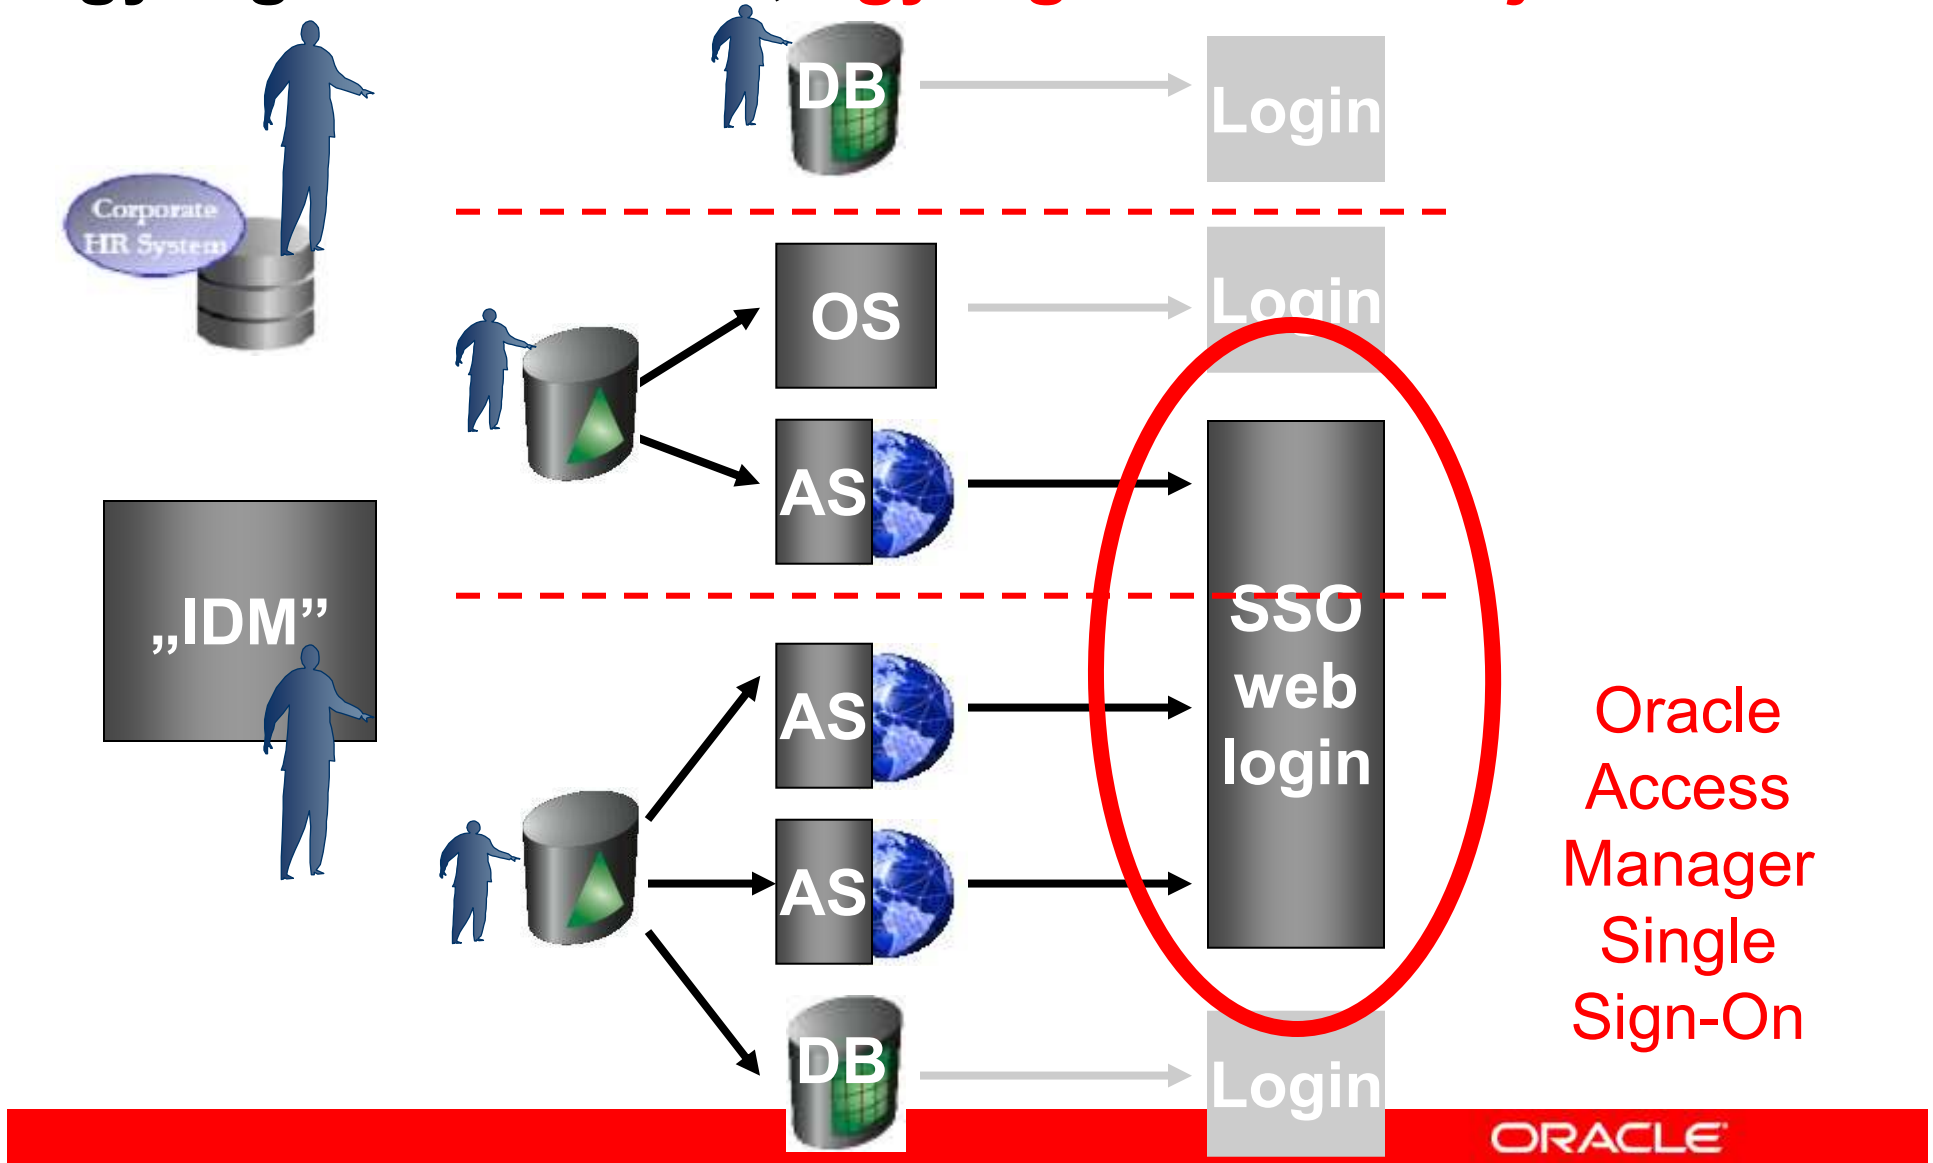 DB
Login
Corporate
HR System
OS
Login
AS
„IDM”
SSO
web
login
AS
AS
Oracle
Access
Manager
Single
Sign-On
DB
Login
ORACLE